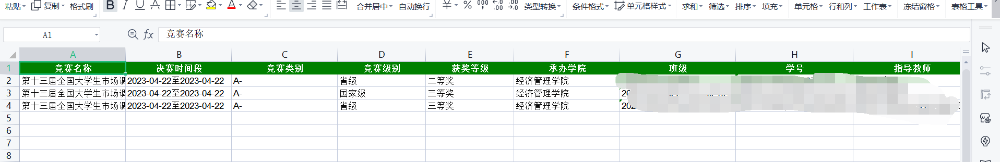 粘贴 复制 格式刷 B I U A A 合并居中 自动换行 ¥ % 000 类型转换 条件格式 单元格样式 求和 筛选 排序 填充 单元格 行和列 工作表 冻结窗格 表格工具
A1 fx 竞赛名称
A B C D E F G H I
1 竞赛名称 决赛时间段 竞赛类别 竞赛级别 获奖等级 承办学院 班级 学号 指导教师
2 第十三届全国大学生市场调 2023-04-22至2023-04-22 A- 省级 二等奖 经济管理学院
3 第十三届全国大学生市场调 2023-04-22至2023-04-22 A- 国家级 三等奖 经济管理学院 20
4 第十三届全国大学生市场调 2023-04-22至2023-04-22 A- 省级 三等奖 经济管理学院 202
5
6
7
8